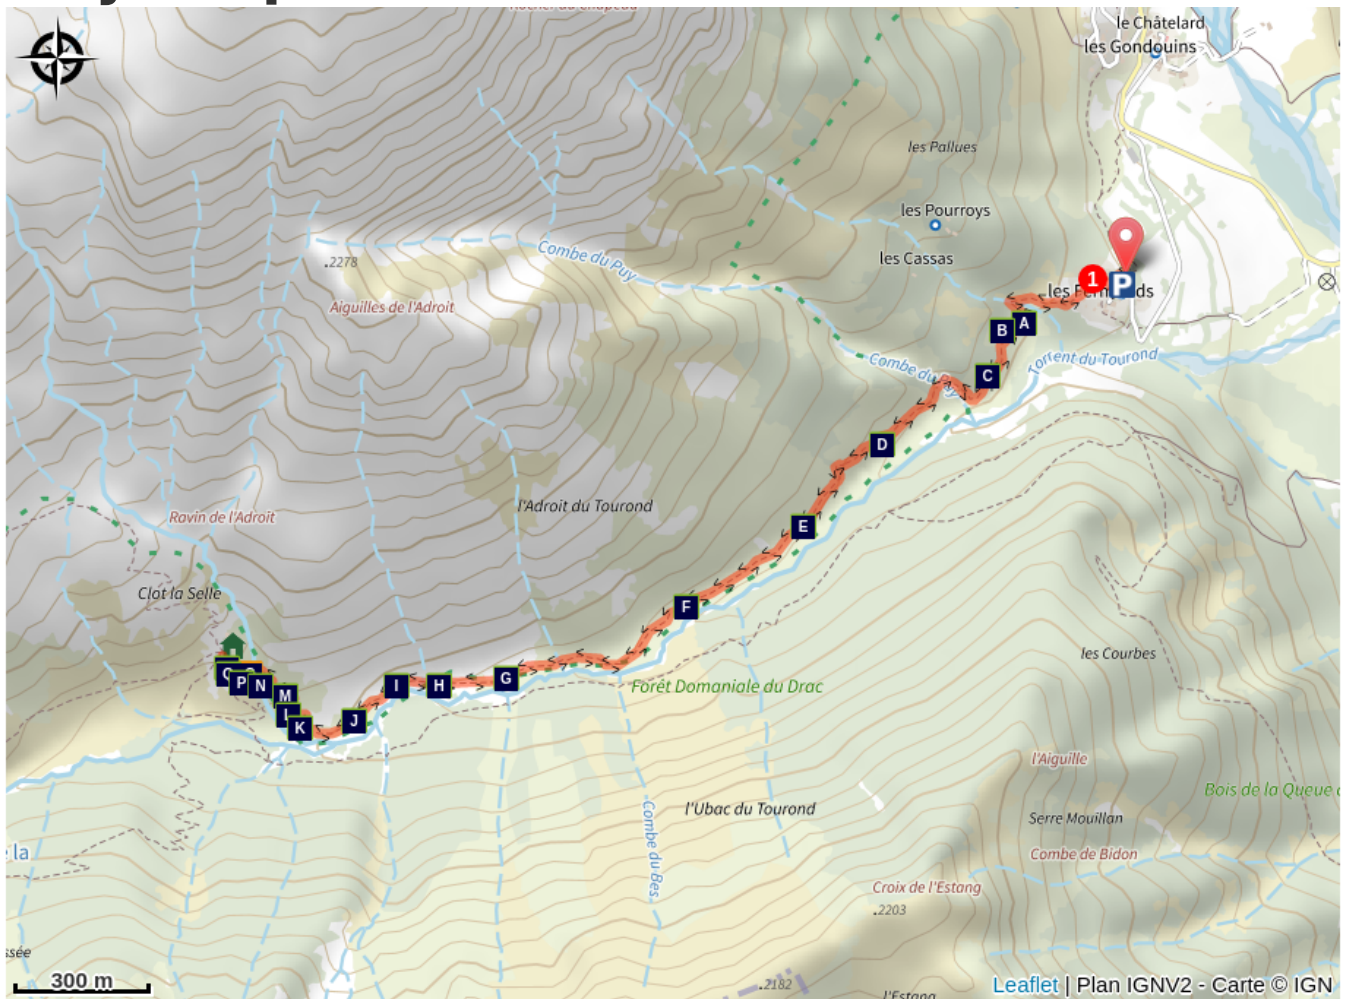 le Châtelard
les Gondouins
les Pallues
les Pourroys
les Cassas
Combe du Puy
.2278
Aiguilles de l'Adroit
1
P
A
B
Torrent du Tourond
C
D
l'Adroit du Tourond
Ravin de l'Adroit
E
Clot la Selle
F
les Courbes
G
H
I
P
N
M
J
K
Forêt Domaniale du Drac
l'Aiguille
Bois de la Queue
l'Ubac du Tourond
Serre Mouillan
Combe du Bes
Combe de Bidon
Croix de l'Estang
.2203
300 m
.2182
l'Estang
Leaflet | Plan IGNV2 - Carte © IGN